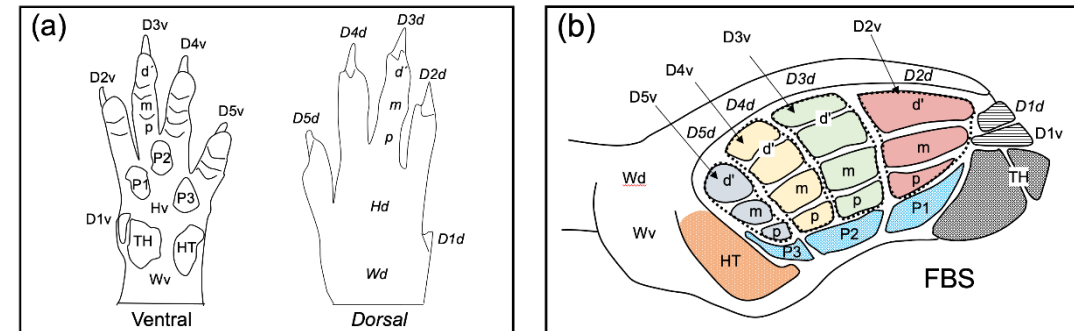 (a)
D3v
D4v
D2v
d'
m
p
D5v
P2
P1
P3
Hv
D1v
TH
HT
Wv
Ventral
D3d
D4d
d'
D2d
m
D5d
p
Hd
D1d
Wd
Dorsal
(b)
D2v
D3v
D4v
D3d
D2d
D5v
D4d
d'
D1d
d'
D5d
d'
D1v
m
d'
m
Wd
m
p
TH
m
p
p
P1
Wv
p
P2
P3
HT
FBS